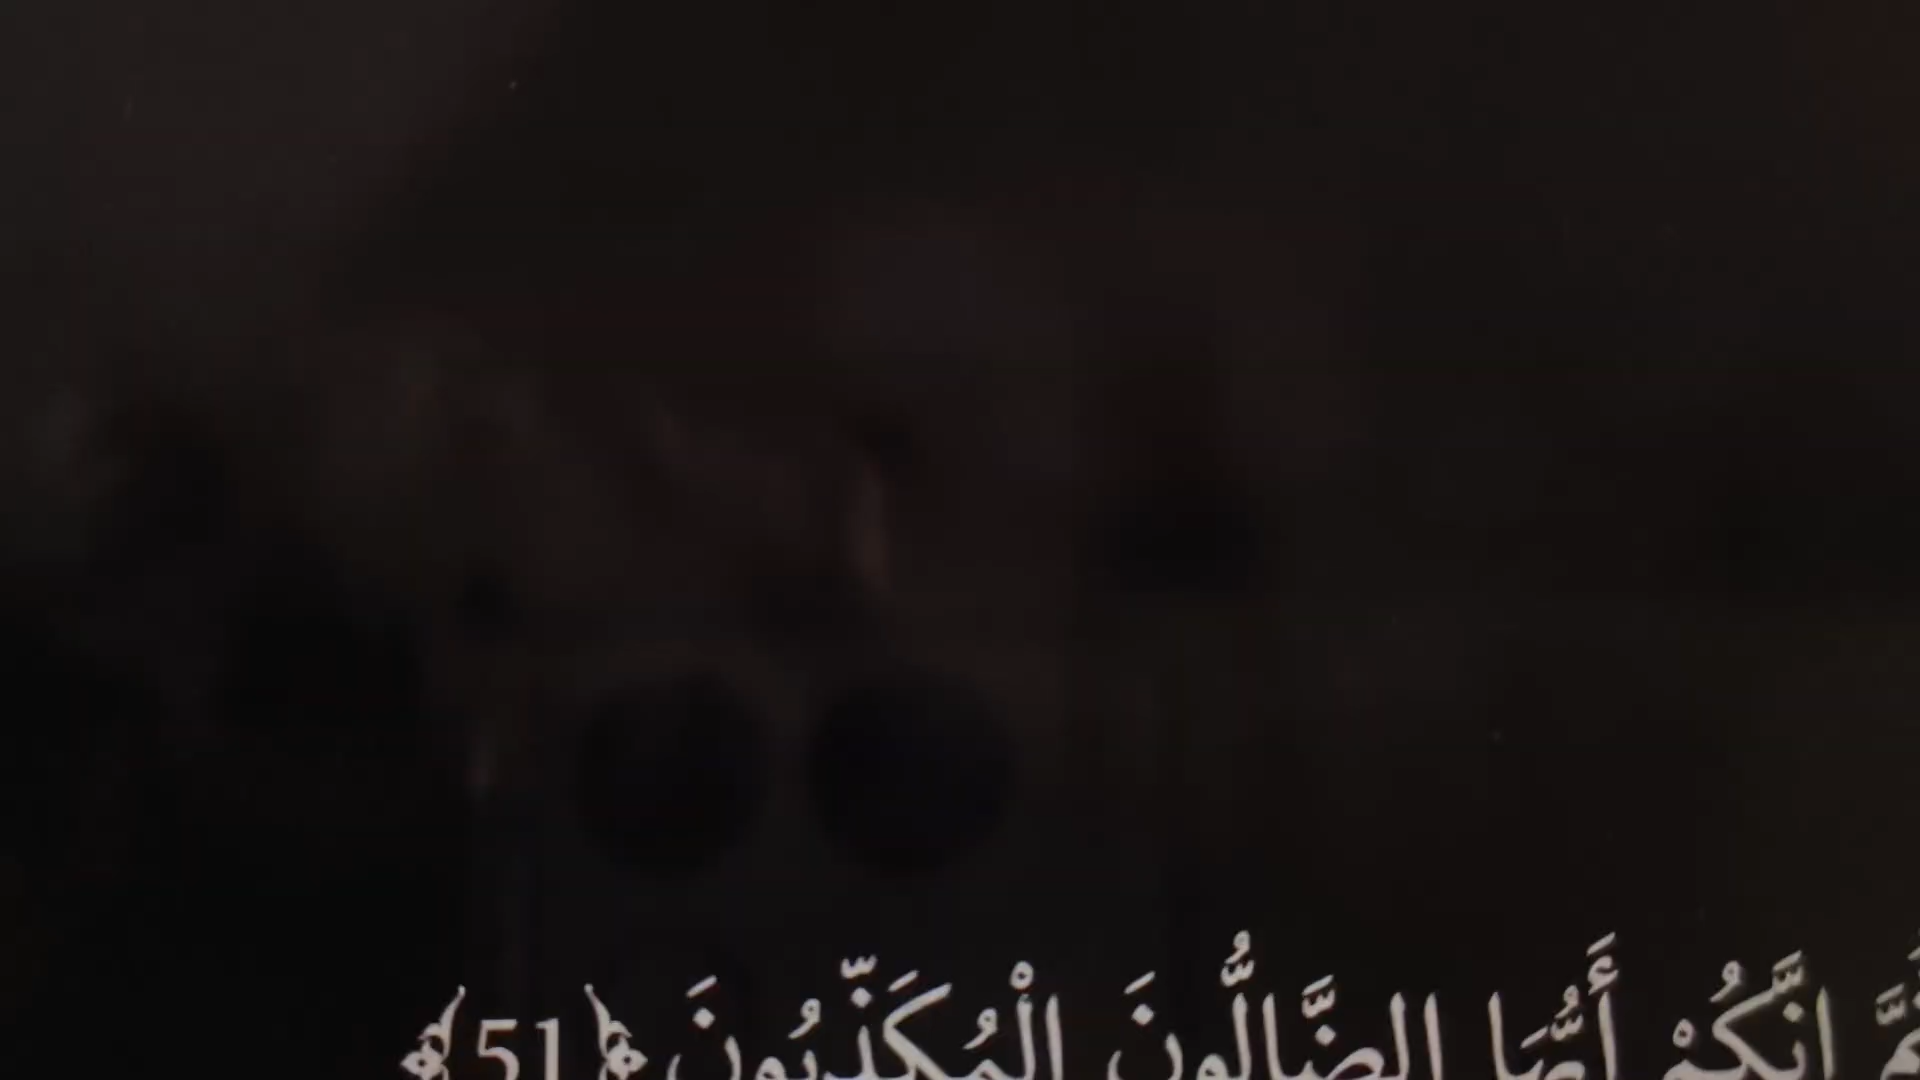 ثُمَّ إِنَّكُمْ أَيُّهَا الضَّالُّونَ الْمُكَذِّبُونَ ﴿51﴾